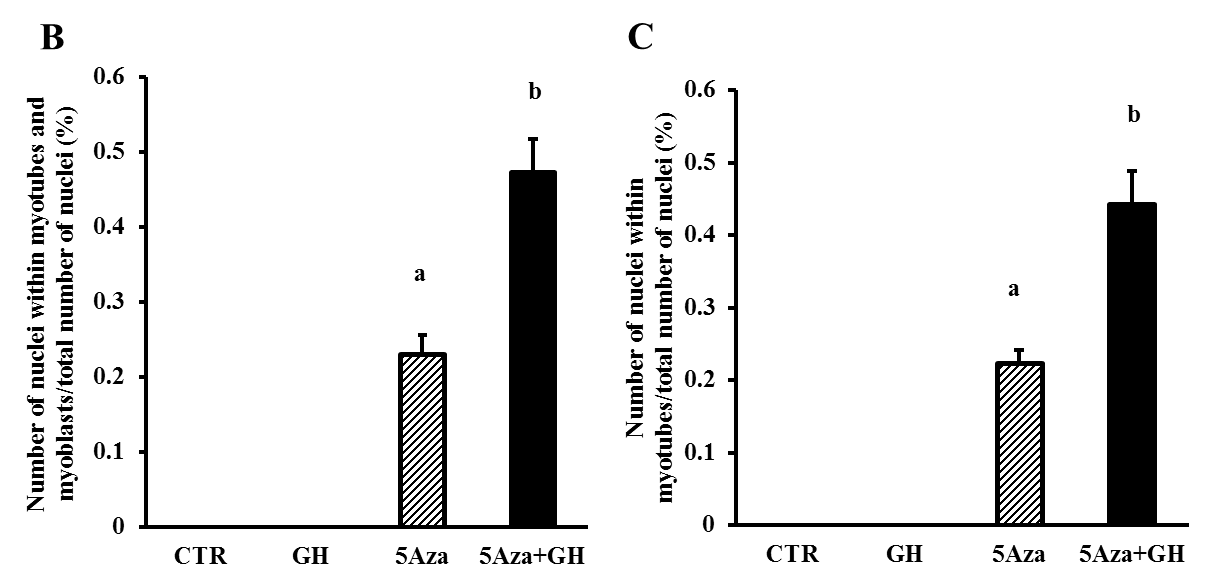 B
Number of nuclei within myotubes and
myoblasts/total number of nuclei (%)
0.6
0.5
0.4
0.3
0.2
0.1
0
a
b
CTR GH 5Aza 5Aza+GH
C
Number of nuclei within
myotubes/total number of nuclei (%)
0.6
0.5
0.4
0.3
0.2
0.1
0
a
b
CTR GH 5Aza 5Aza+GH